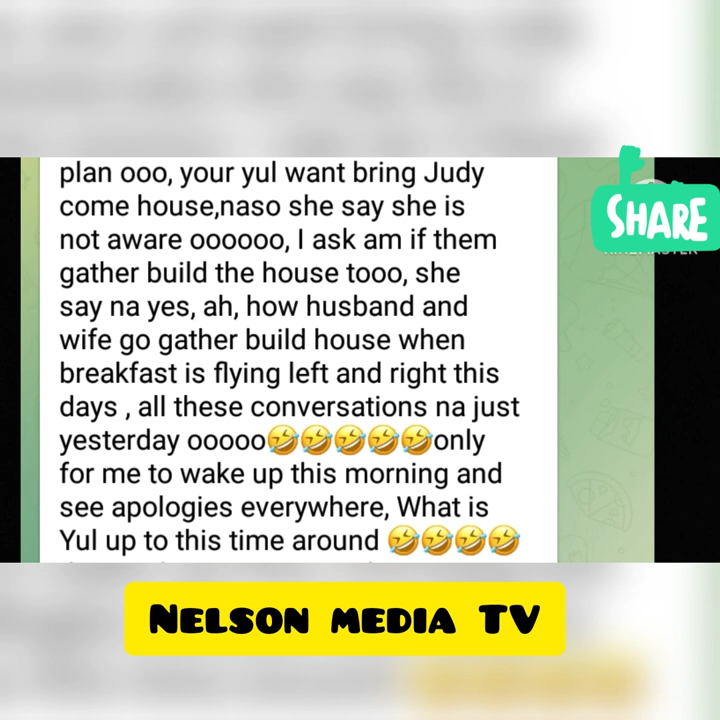 plan ooo, your yul want bring Judy
come house,naso she say she is
not aware oooooo, I ask am if them
gather build the house tooo, she
say na yes, ah, how husband and
wife go gather build house when
breakfast is flying left and right this
days , all these conversations na just
yesterday ooooo🤣🤣🤣🤣🤣only
for me to wake up this morning and
see apologies everywhere, What is
Yul up to this time around 🤣🤣🤣🤣
SHARE
NELSON MEDIA TV